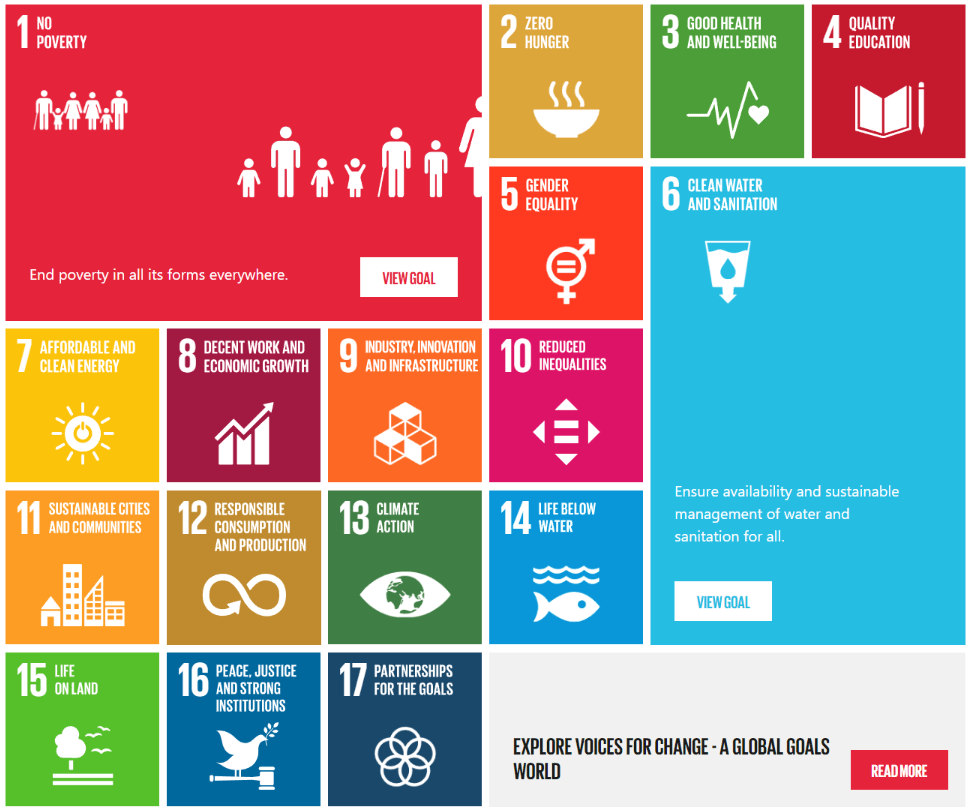 1 NO
POVERTY
End poverty in all its forms everywhere.
VIEW GOAL
2 ZERO
HUNGER
3 GOOD HEALTH
AND WELL-BEING
4 QUALITY
EDUCATION
5 GENDER
EQUALITY
6 CLEAN WATER
AND SANITATION
Ensure availability and sustainable
management of water and
sanitation for all.
VIEW GOAL
7 AFFORDABLE AND
CLEAN ENERGY
8 DECENT WORK AND
ECONOMIC GROWTH
9 INDUSTRY, INNOVATION
AND INFRASTRUCTURE
10 REDUCED
INEQUALITIES
11 SUSTAINABLE CITIES
AND COMMUNITIES
12 RESPONSIBLE
CONSUMPTION
AND PRODUCTION
13 CLIMATE
ACTION
14 LIFE BELOW
WATER
15 LIFE
ON LAND
16 PEACE, JUSTICE
AND STRONG
INSTITUTIONS
17 PARTNERSHIPS
FOR THE GOALS
EXPLORE VOICES FOR CHANGE - A GLOBAL GOALS
WORLD
READ MORE